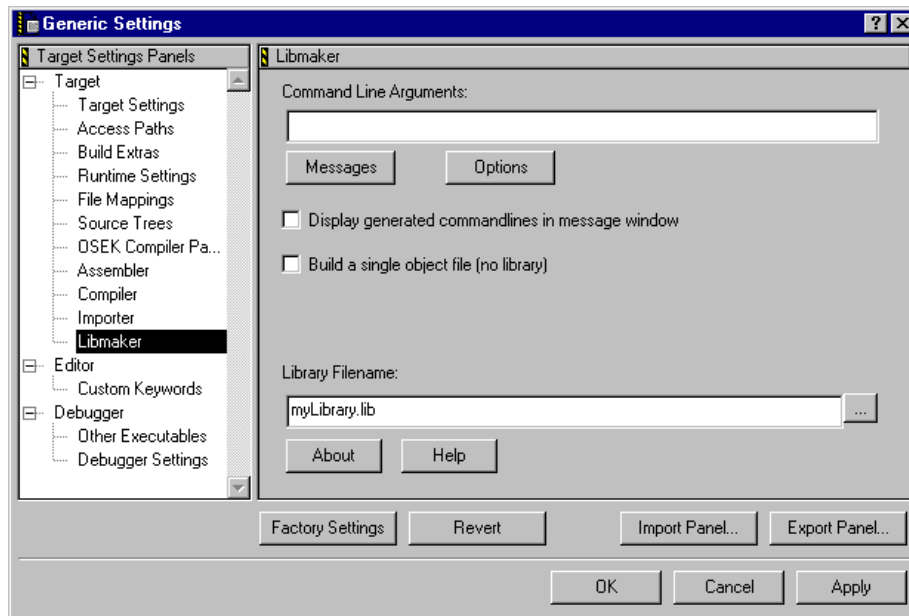 Generic Settings
Target Settings Panels
Target
Target Settings
Access Paths
Build Extras
Runtime Settings
File Mappings
Source Trees
OSEK Compiler Pa...
Assembler
Compiler
Importer
Libmaker
Editor
Custom Keywords
Debugger
Other Executables
Debugger Settings
Libmaker
Command Line Arguments:
Messages Options
Display generated commandlines in message window
Build a single object file (no library)
Library Filename:
myLibrary.lib ...
About Help
Factory Settings Revert Import Panel... Export Panel...
OK Cancel Apply